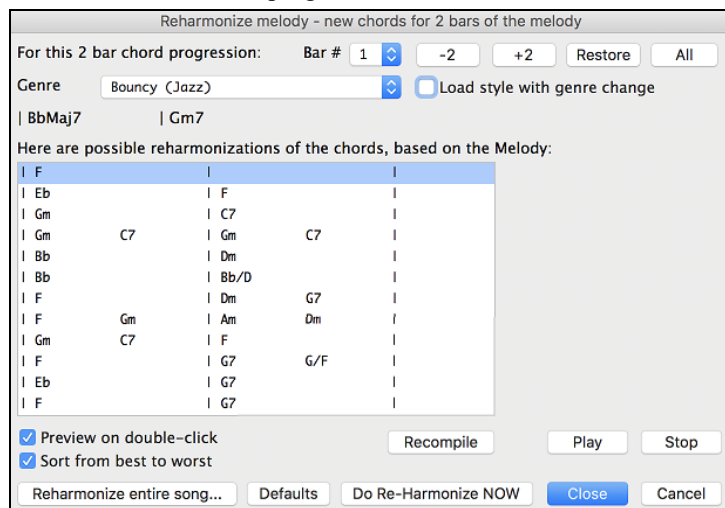 Reharmonize melody - new chords for 2 bars of the melody
For this 2 bar chord progression: Bar # 1 -2 +2 Restore All
Genre Bouncy (Jazz) Load style with genre change
| BbMaj7 | Gm7
Here are possible reharmonizations of the chords, based on the Melody:
| F | |
| Eb | F |
| Gm | C7 |
| Gm C7 | Gm C7 |
| Bb | Dm |
| Bb | Bb/D |
| F | Dm G7 |
| F Gm | Am Dm |
| Gm C7 | F |
| F | G7 G/F |
| Eb | G7 |
| F | G7 |
Preview on double-click Recompile Play Stop
Sort from best to worst
Reharmonize entire song... Defaults Do Re-Harmonize NOW Close Cancel